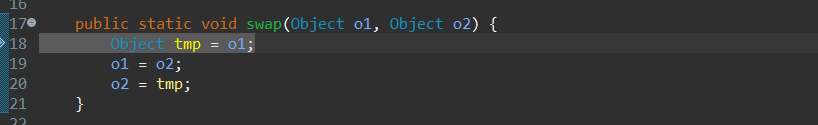 16
17 public static void swap(Object o1, Object o2) {
18 Object tmp = o1;
19 o1 = o2;
20 o2 = tmp;
21 }
22